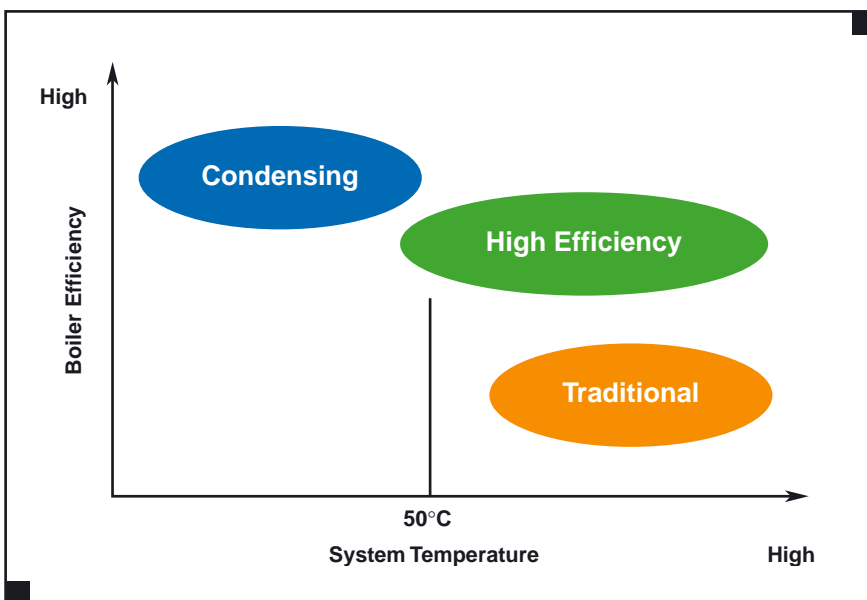 High
Condensing
High Efficiency
Boiler Efficiency
Traditional
50°C
System Temperature
High